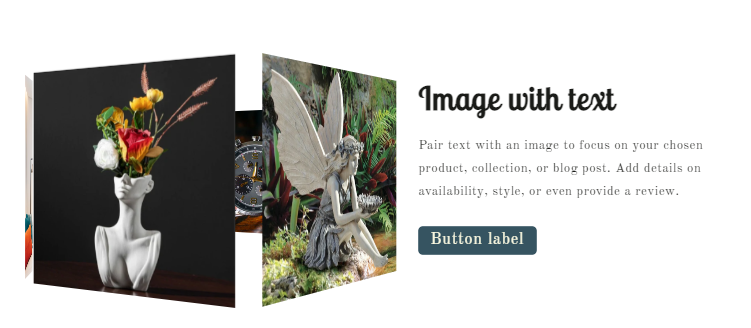 Image with text
Pair text with an image to focus on your chosen
product, collection, or blog post. Add details on
availability, style, or even provide a review.
Button label